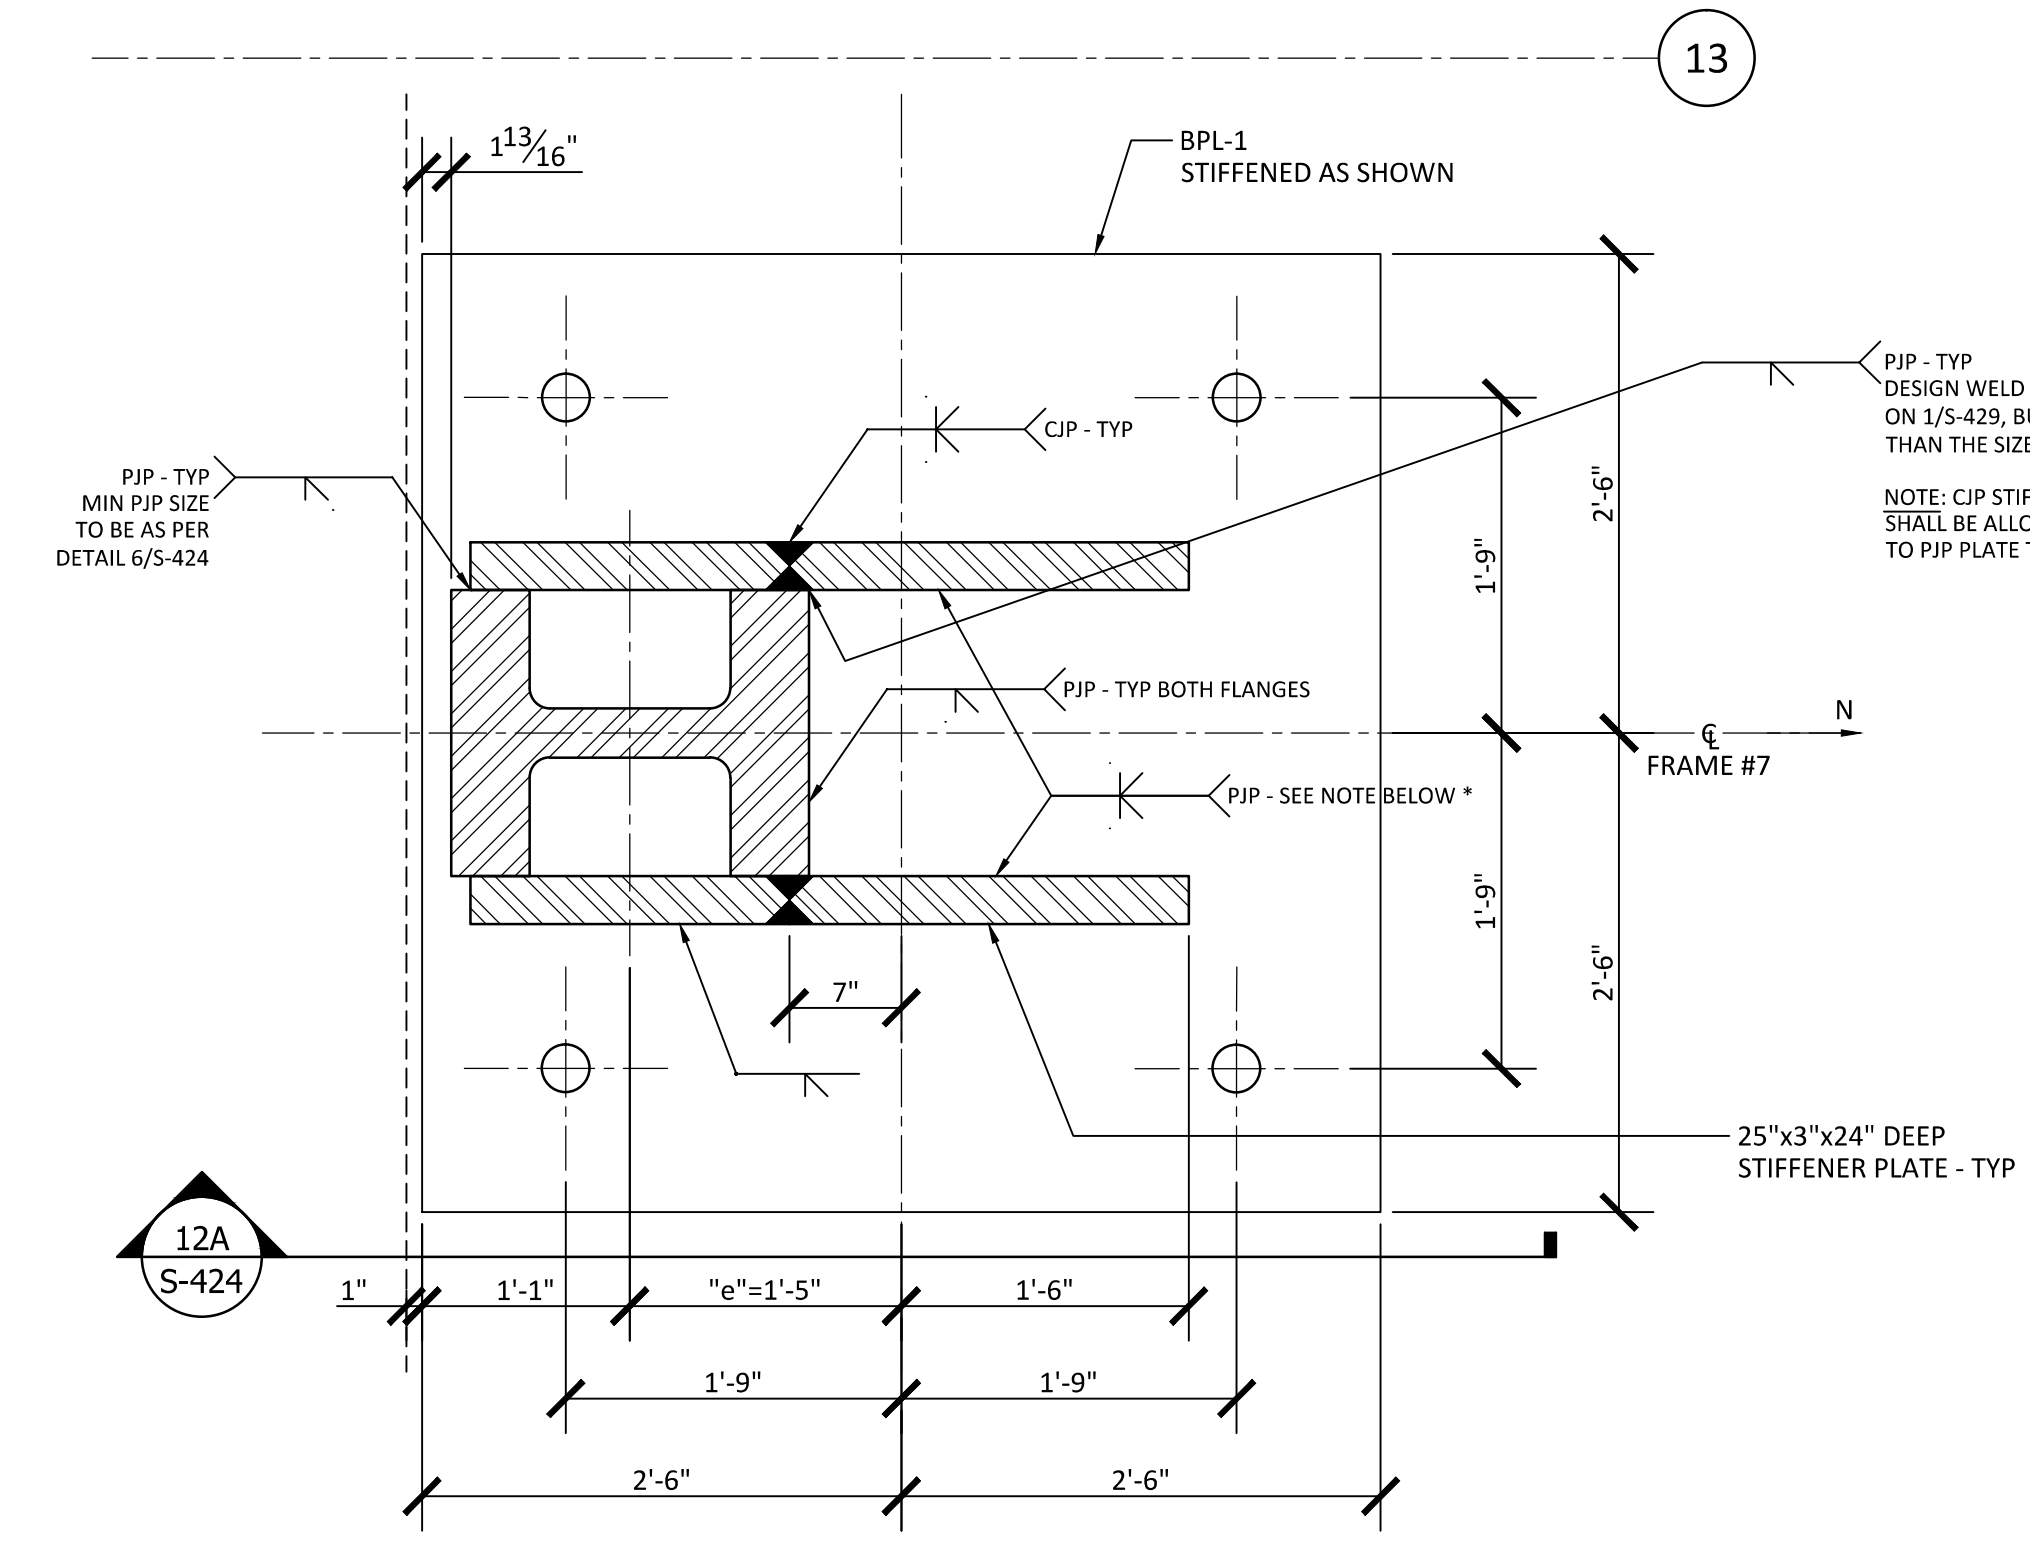 13
1 13/16"
BPL-1
STIFFENED AS SHOWN
PJP - TYP
DESIGN WELD
ON 1/S-429,
THAN THE
NOTE: CJP
SHALL BE
TO PJP PLATE
CJP - TYP
PJP - TYP
MIN PJP SIZE
TO BE AS PER
DETAIL 6/S-424
2'-6"
1'-9"
PJP - TYP BOTH FLANGES
N
℄
FRAME #7
PJP - SEE NOTE BELOW *
1'-9"
2'-6"
7"
25"x3"x24" DEEP
STIFFENER PLATE - TYP
12A
S-424
1"
1'-1"
"e"=1'-5"
1'-6"
1'-9"
1'-9"
2'-6"
2'-6"